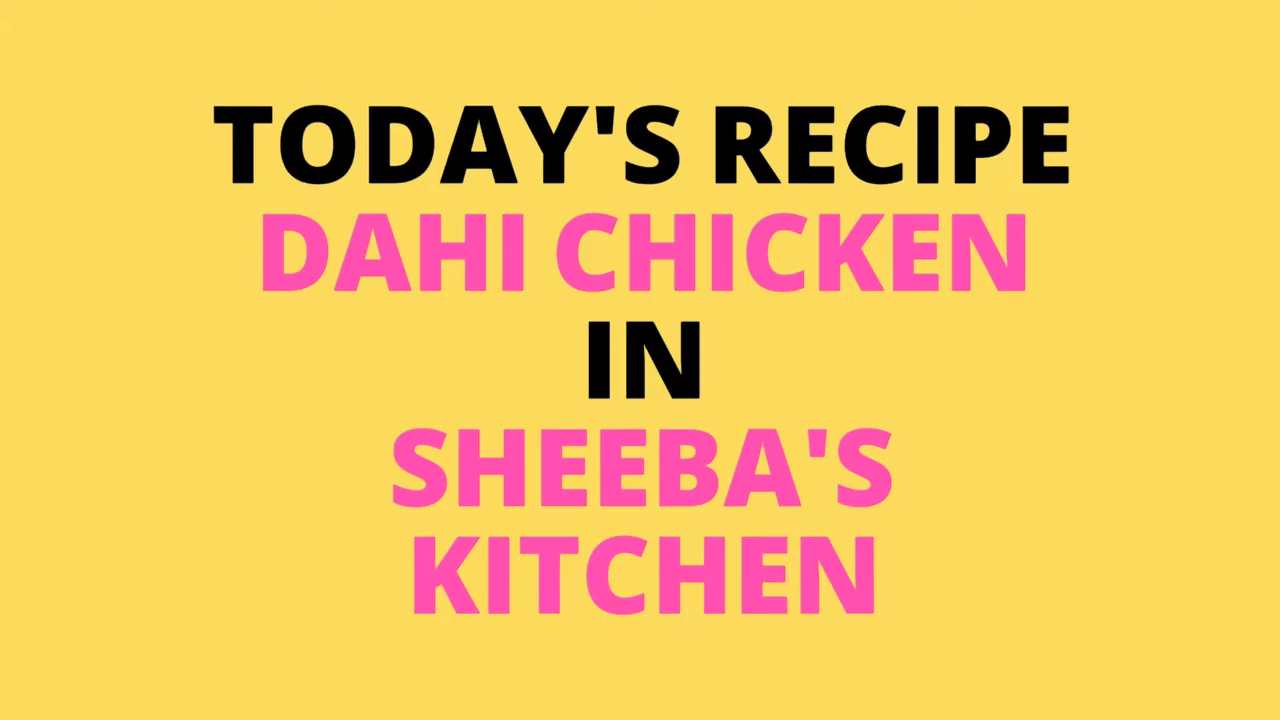 TODAY'S RECIPE
DAHI CHICKEN
IN
SHEEBA'S
KITCHEN